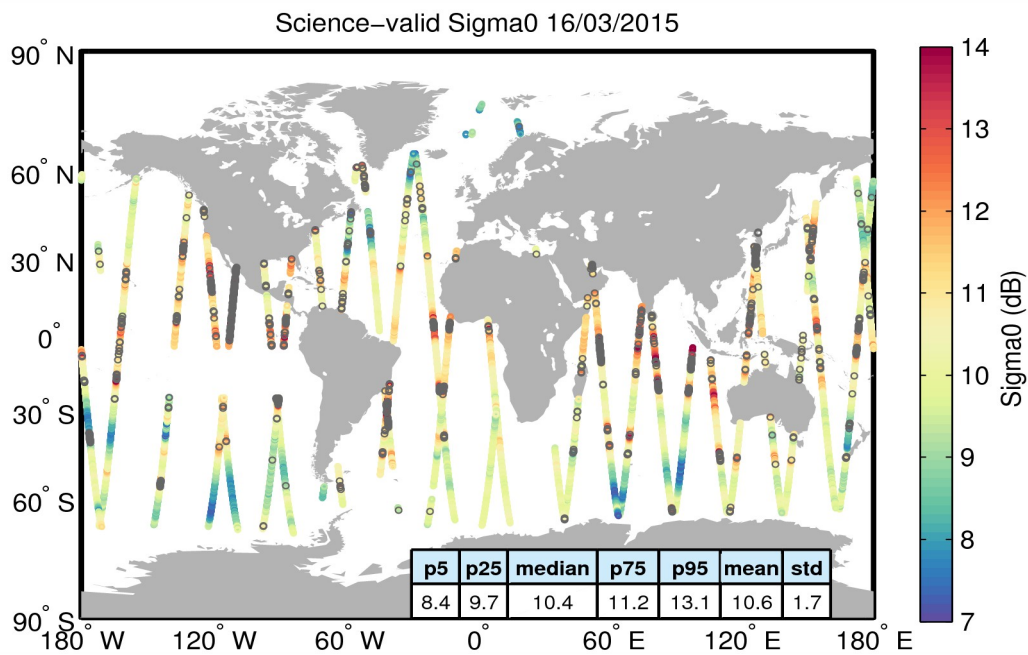 Science−valid Sigma0 16/03/2015
90° N
60° N
30° N
0°
30° S
60° S
90° S
180° W
120° W
60° W
0°
60° E
120° E
180° E
p5 p25 median p75 p95 mean std
8.4 9.7 10.4 11.2 13.1 10.6 1.7
14
13
12
11
10
9
8
7
Sigma0 (dB)